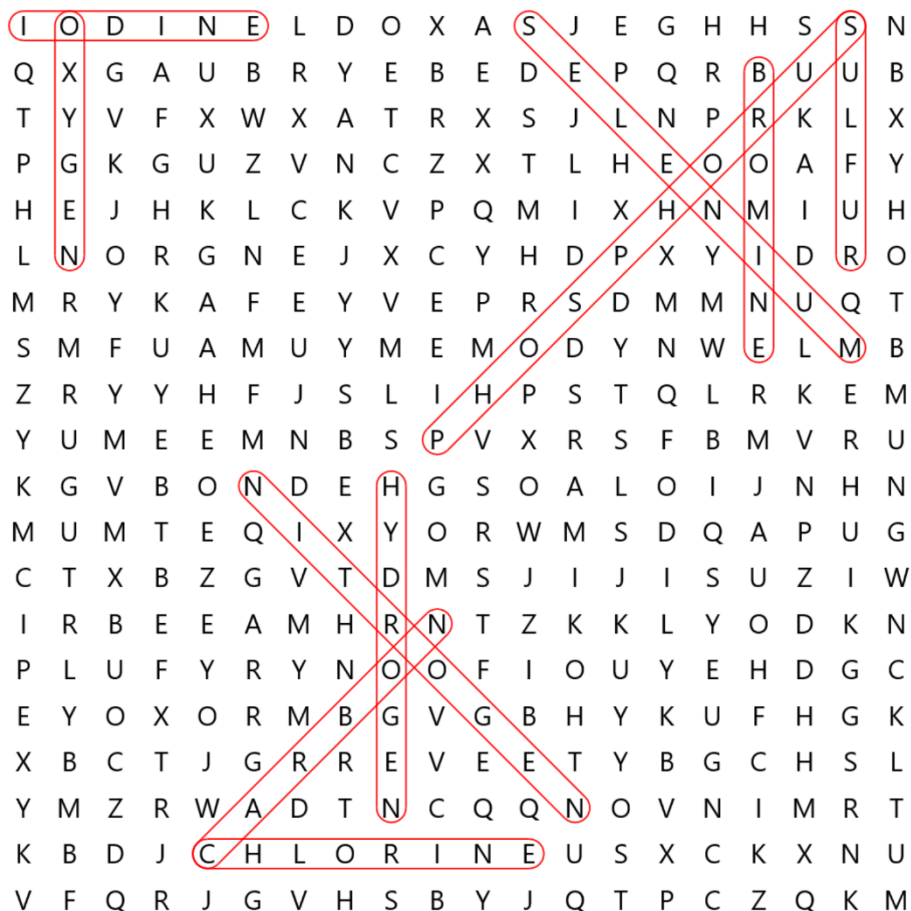 I O D I N E L D O X A S J E G H H S S N
Q X G A U B R Y E B E D E P Q R B U U B
T Y V F X W X A T R X S J L N P R K L X
P G K G U Z V N C Z X T L H E O O A F Y
H E J H K L C K V P Q M I X H N M I U H
L N O R G N E J X C Y H D P X Y I D R O
M R Y K A F E Y V E P R S D M M N U Q T
S M F U A M U Y M E M O D Y N W E L M B
Z R Y Y H F J S L I H P S T Q L R K E M
Y U M E E M N B S P V X R S F B M V R U
K G V B O N D E H G S O A L O I J N H N
M U M T E Q I X Y O R W M S D Q A P U G
C T X B Z G V T D M S J I J I S U Z I W
I R B E E A M H R N T Z K K L Y O D K N
P L U F Y R Y N O O F I O U Y E H D G C
E Y O X O R M B G V G B H Y K U F H G K
X B C T J G R R E V E E T Y B G C H S L
Y M Z R W A D T N C Q Q N O V N I M R T
K B D J C H L O R I N E U S X C K X N U
V F Q R J G V H S B Y J Q T P C Z Q K M